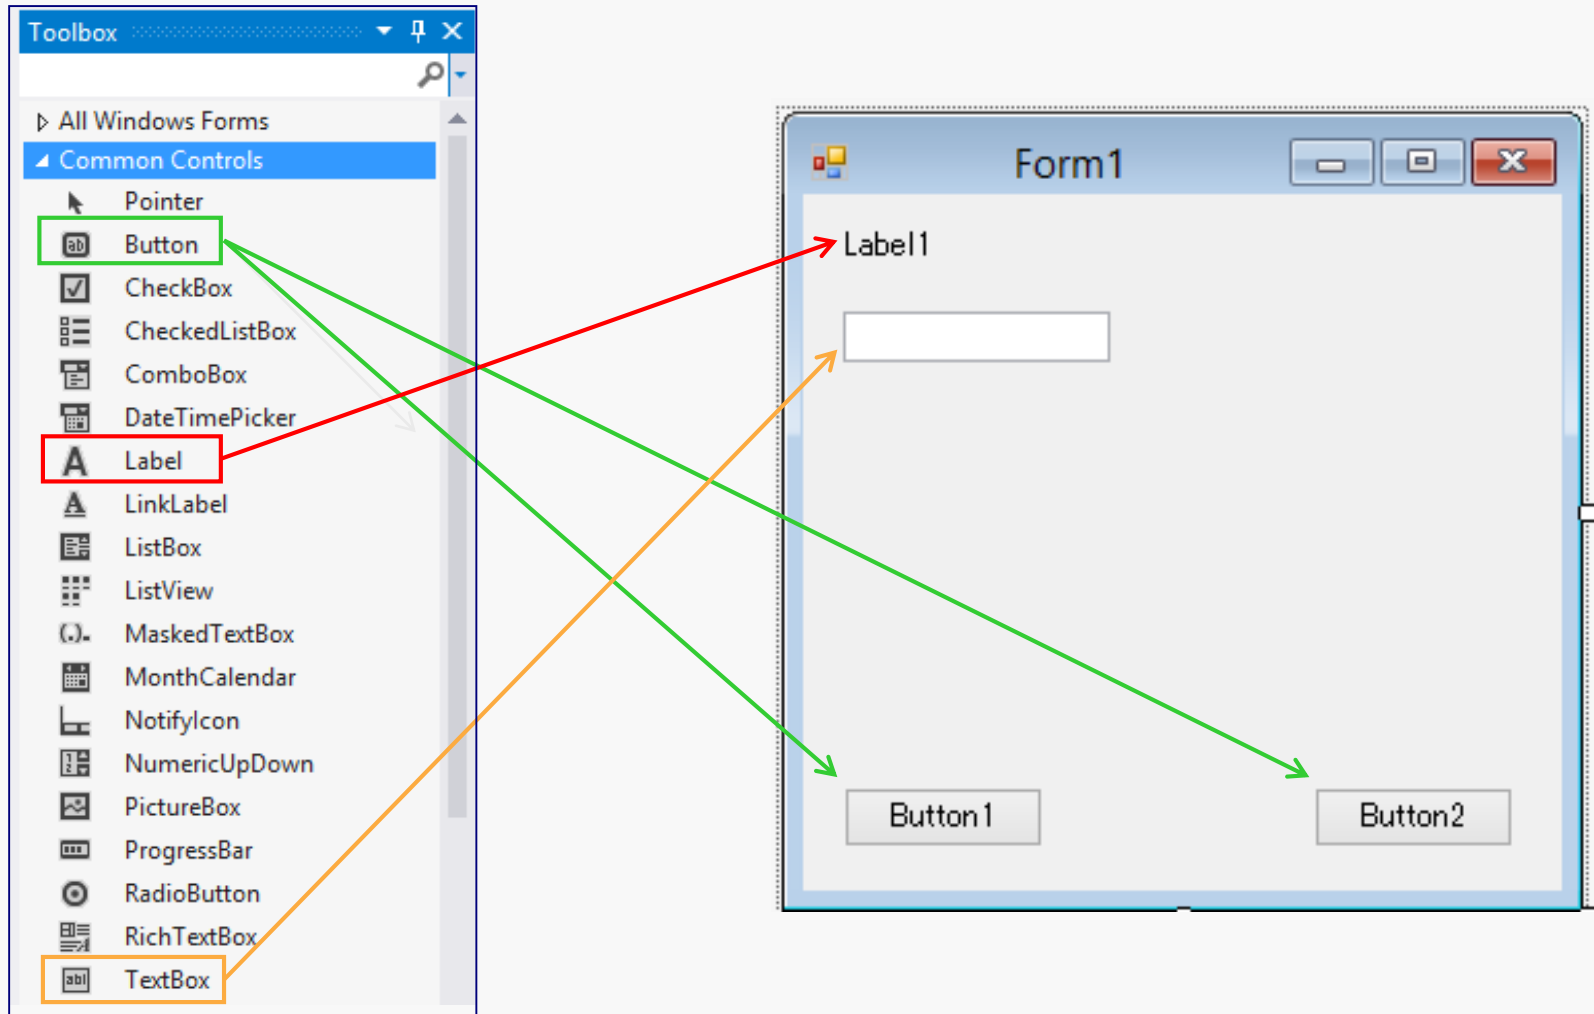 Toolbox
All Windows Forms
Common Controls
Pointer
Button
CheckBox
CheckedListBox
ComboBox
DateTimePicker
A Label
A LinkLabel
ListBox
ListView
MaskedTextBox
MonthCalendar
NotifyIcon
NumericUpDown
PictureBox
ProgressBar
RadioButton
RichTextBox
TextBox
Form1
Label1
Button1
Button2